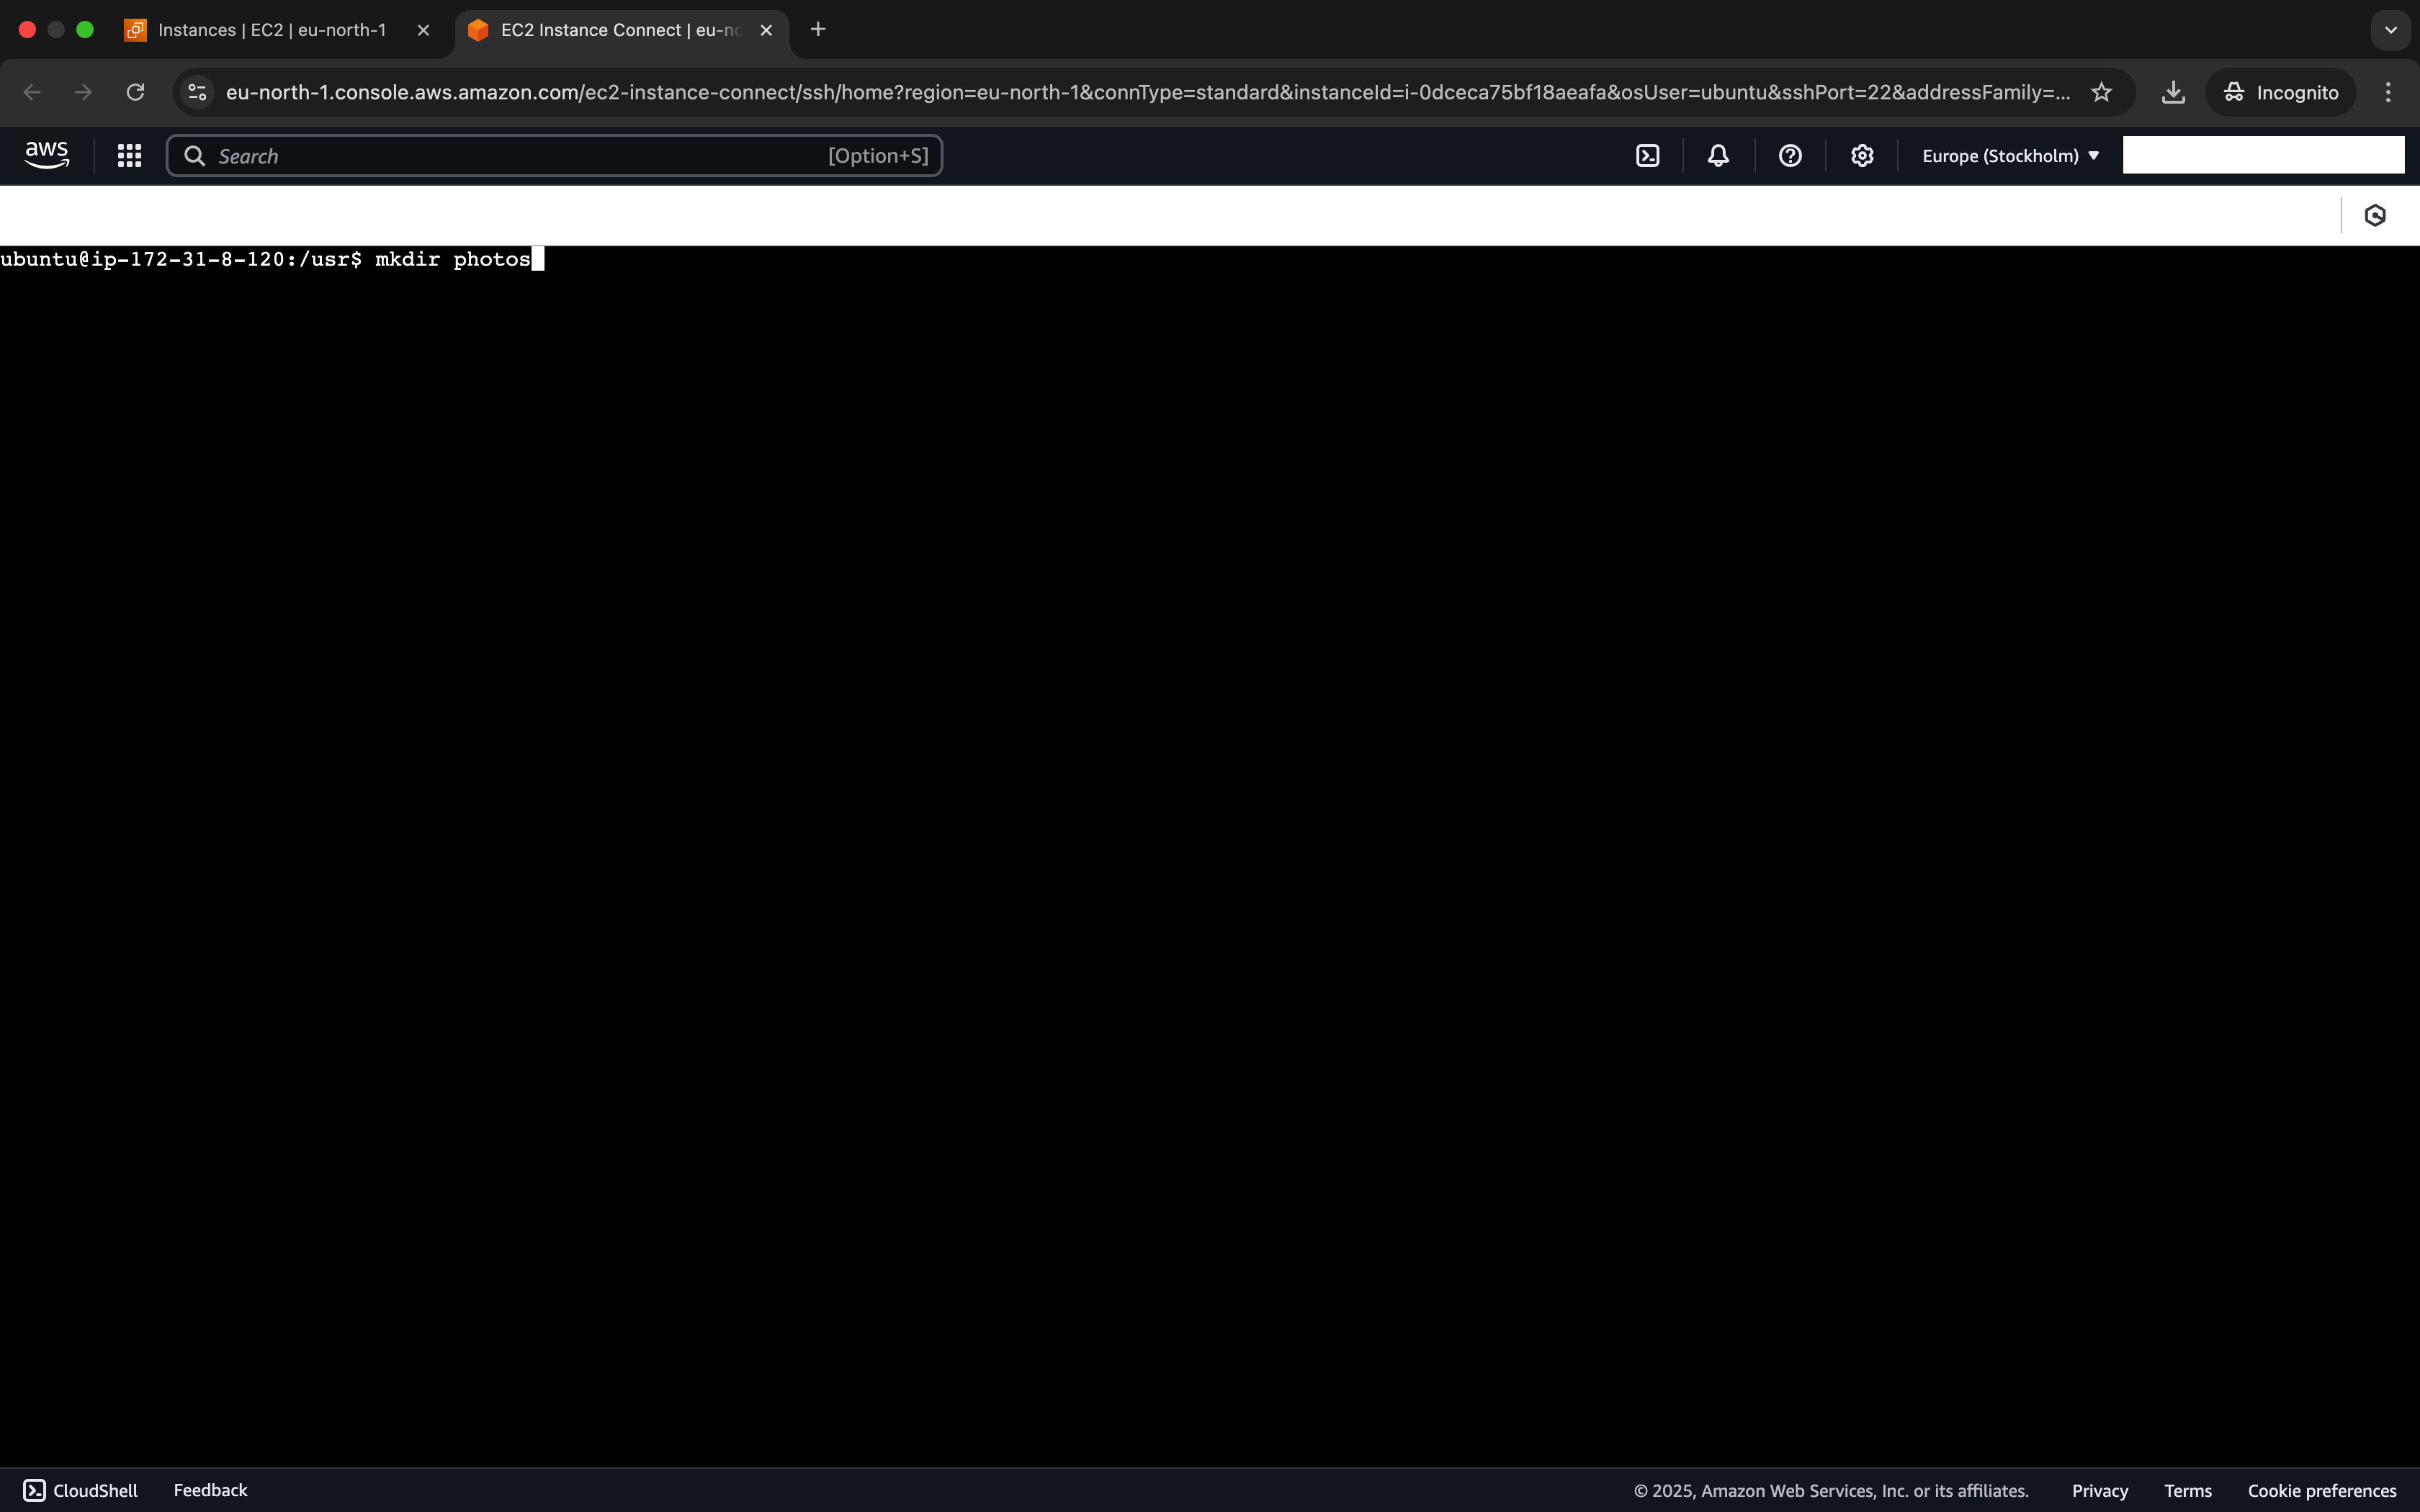 Instances | EC2 | eu-north-1
EC2 Instance Connect | eu-no
eu-north-1.console.aws.amazon.com/ec2-instance-connect/ssh/home?region=eu-north-1&connType=standard&instanceId=i-0dceca75bf18aeafa&osUser=ubuntu&sshPort=22&addressFamily=...
Incognito
aws
Search
[Option+S]
Europe (Stockholm)
ubuntu@ip-172-31-8-120:/usr$ mkdir photos
CloudShell
Feedback
© 2025, Amazon Web Services, Inc. or its affiliates.
Privacy
Terms
Cookie preferences